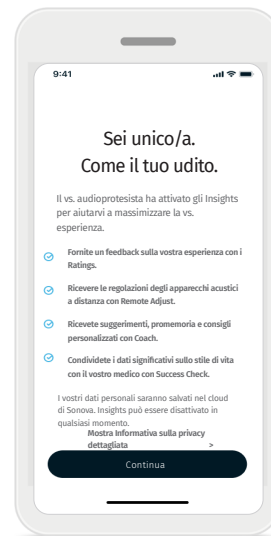 9:41
Sei unico/a.
Come il tuo udito.
Il vs. audioprotesista ha attivato gli Insights
per aiutarvi a massimizzare la vs.
esperienza.
Fornite un feedback sulla vostra esperienza con i
Ratings.
Ricevere le regolazioni degli apparecchi acustici
a distanza con Remote Adjust.
Ricevete suggerimenti, promemoria e consigli
personalizzati con Coach.
Condividete i dati significativi sullo stile di vita
con il vostro medico con Success Check.
I vostri dati personali saranno salvati nel cloud
di Sonova. Insights può essere disattivato in
qualsiasi momento.
Mostra Informativa sulla privacy
dettagliata >
Continua